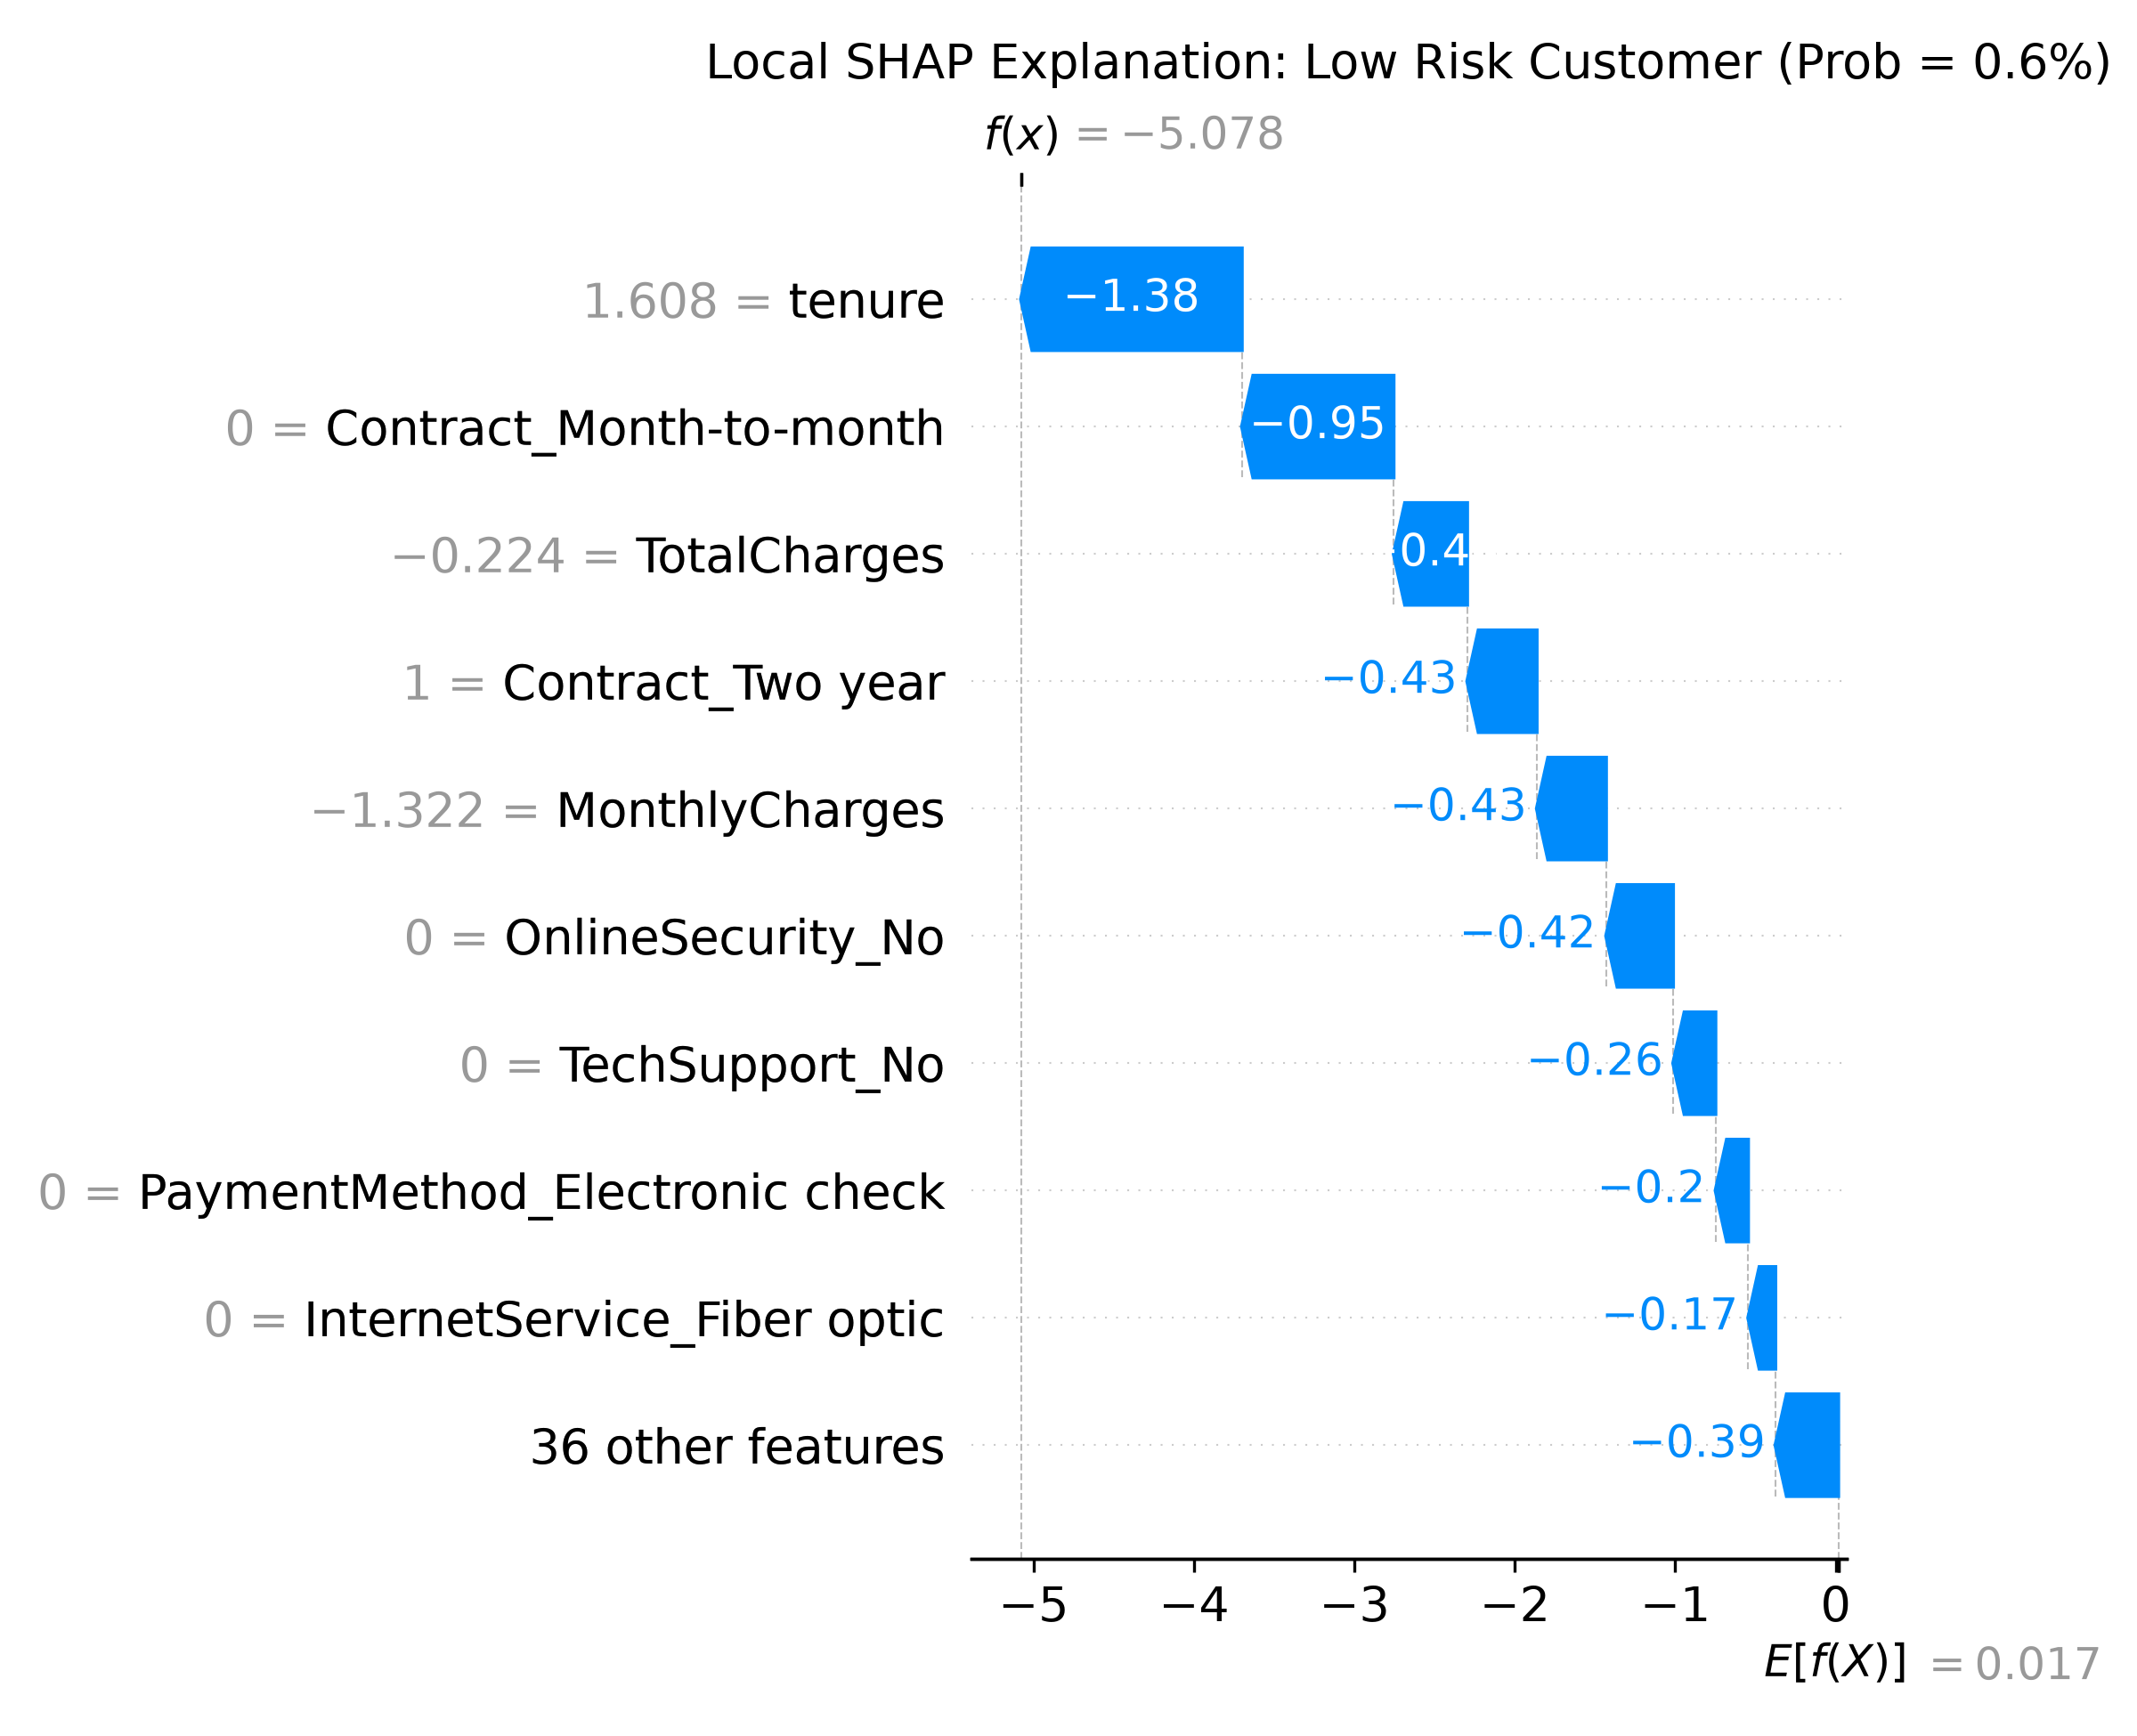 Local SHAP Explanation: Low Risk Customer (Prob = 0.6%)
f(x) = −5.078
1.608 = tenure −1.38
0 = Contract_Month-to-month −0.95
−0.224 = TotalCharges 0.4
1 = Contract_Two year −0.43
−1.322 = MonthlyCharges −0.43
0 = OnlineSecurity_No −0.42
0 = TechSupport_No −0.26
0 = PaymentMethod_Electronic check −0.2
0 = InternetService_Fiber optic −0.17
36 other features −0.39
−5 −4 −3 −2 −1 0
E[f(X)] = 0.017